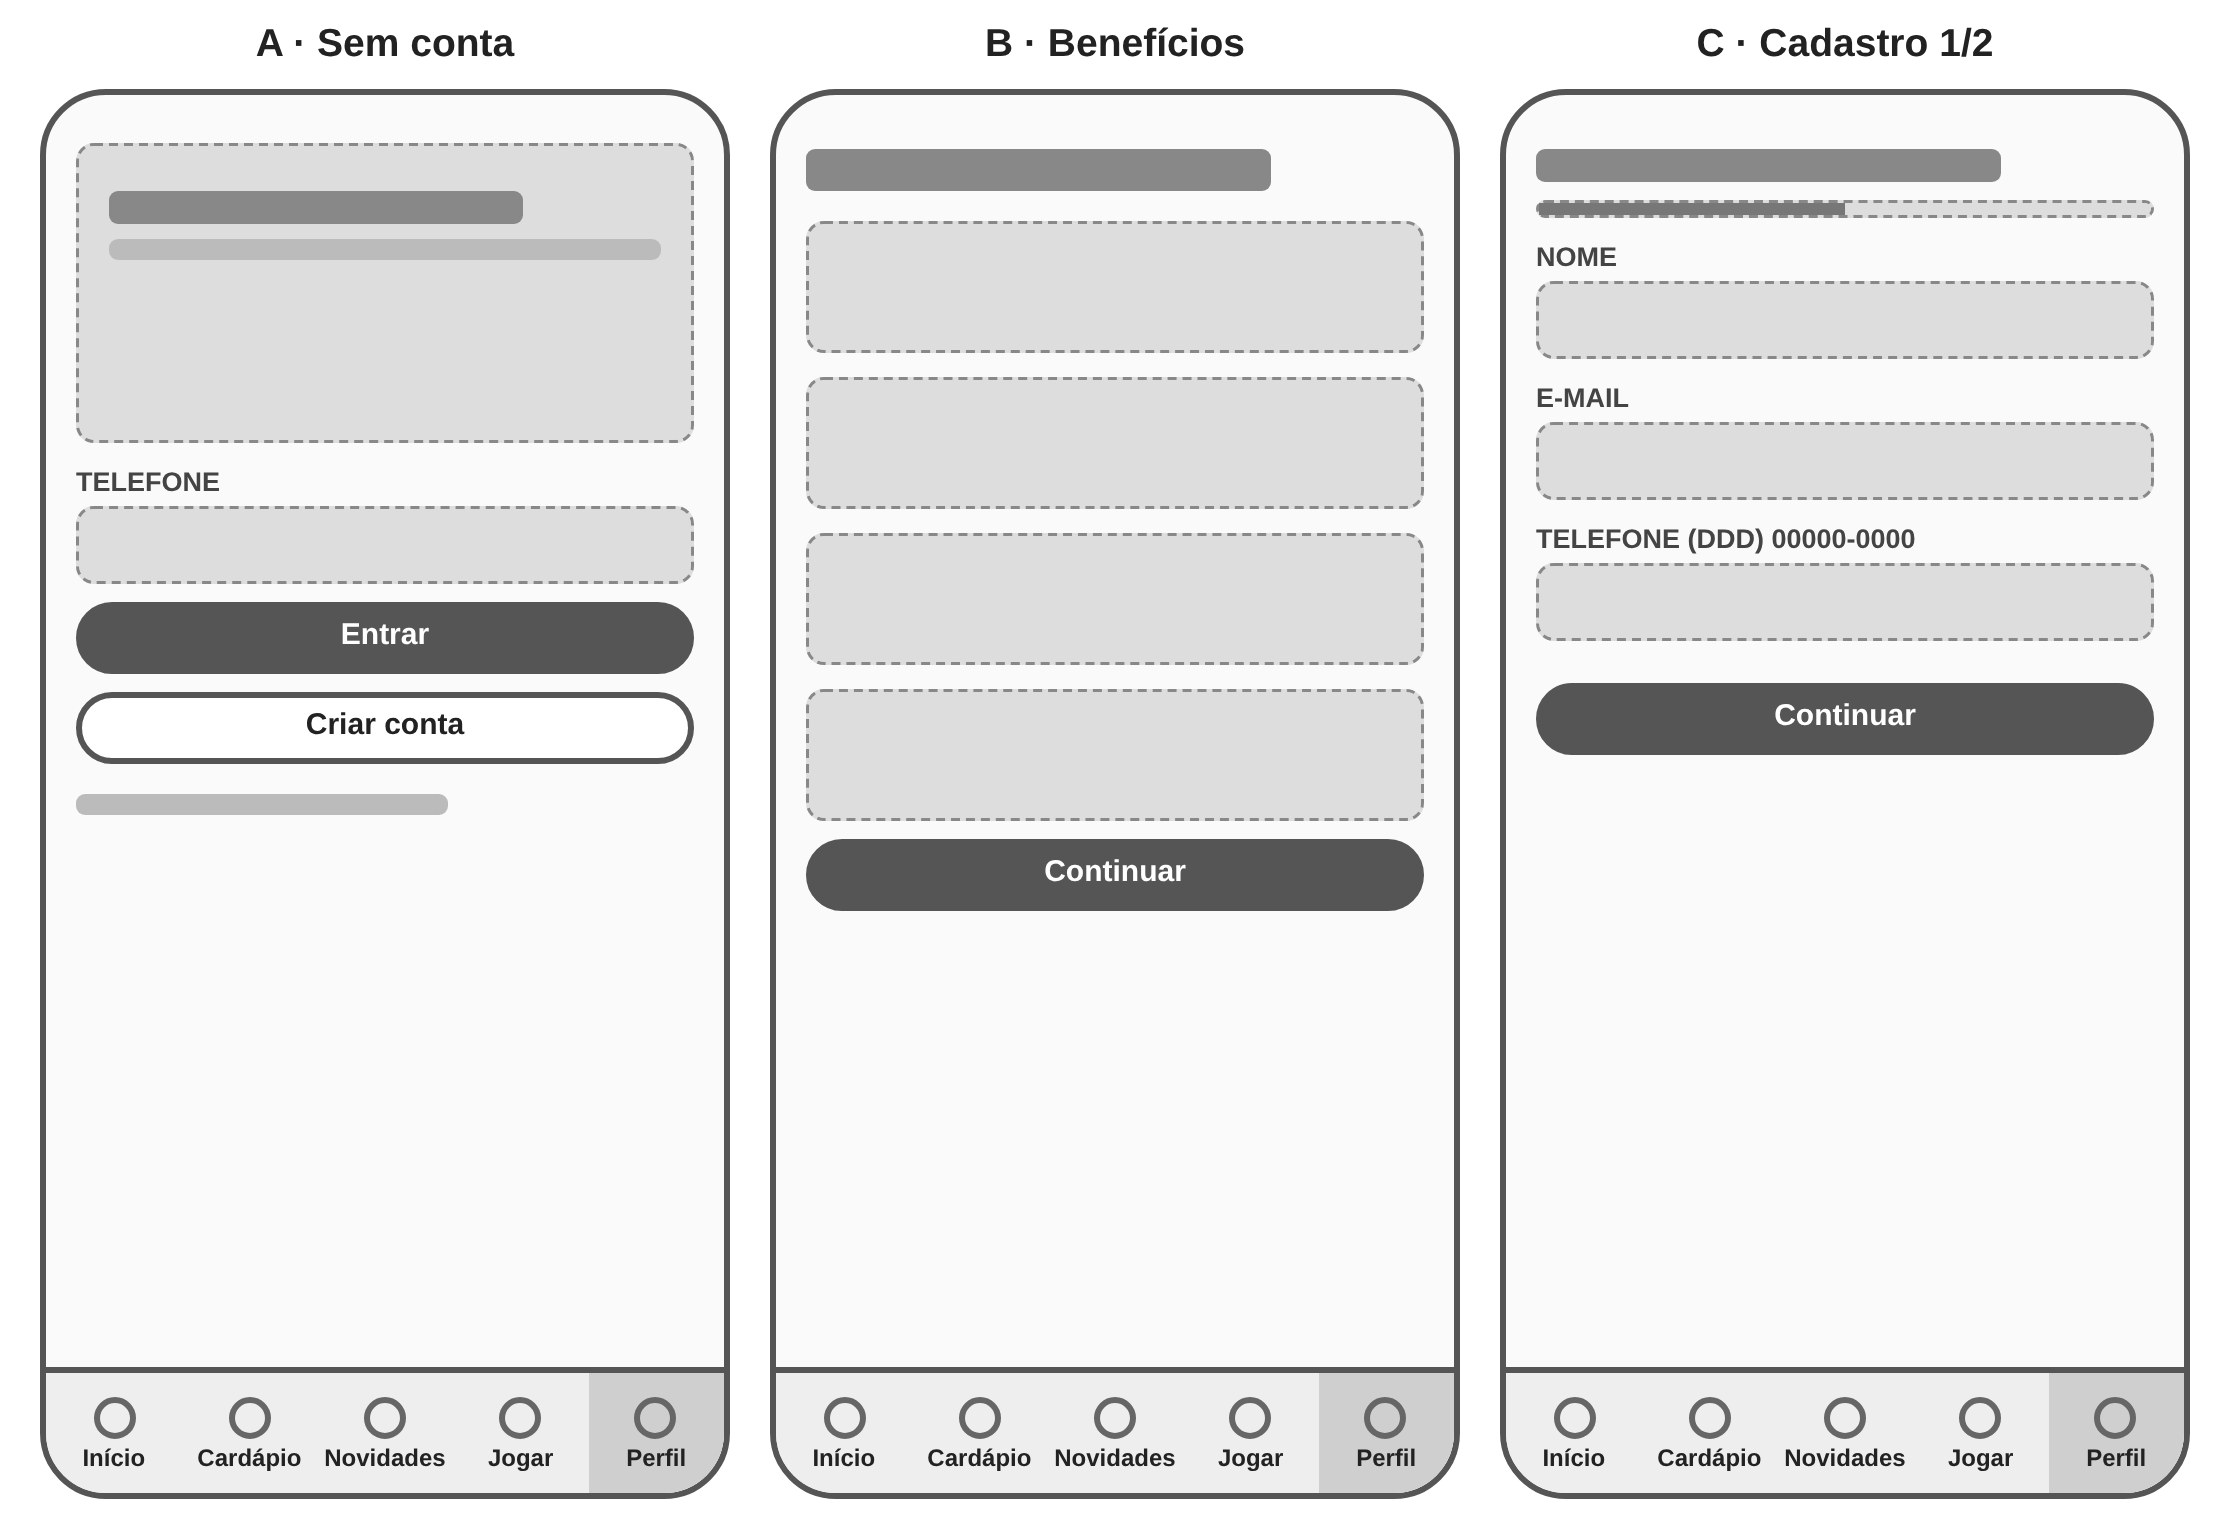 A · Sem conta
TELEFONE
Entrar
Criar conta
Início Cardápio Novidades Jogar Perfil
B · Benefícios
Continuar
Início Cardápio Novidades Jogar Perfil
C · Cadastro 1/2
NOME
E-MAIL
TELEFONE (DDD) 00000-0000
Continuar
Início Cardápio Novidades Jogar Perfil